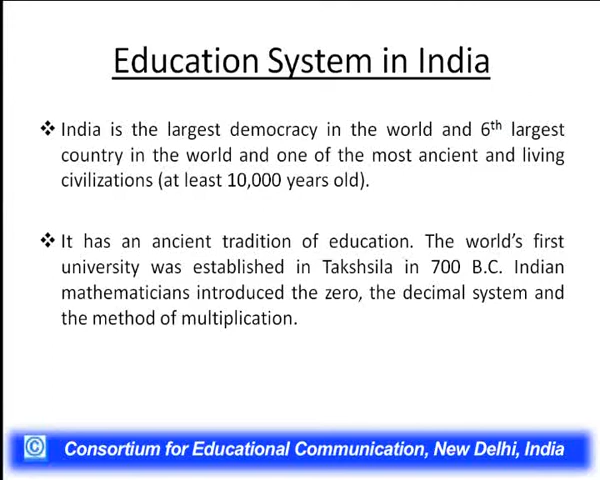 Education System in India
❖ India is the largest democracy in the world and 6th largest
country in the world and one of the most ancient and living
civilizations (at least 10,000 years old).
❖ It has an ancient tradition of education. The world's first
university was established in Takshsila in 700 B.C. Indian
mathematicians introduced the zero, the decimal system and
the method of multiplication.
© Consortium for Educational Communication, New Delhi, India